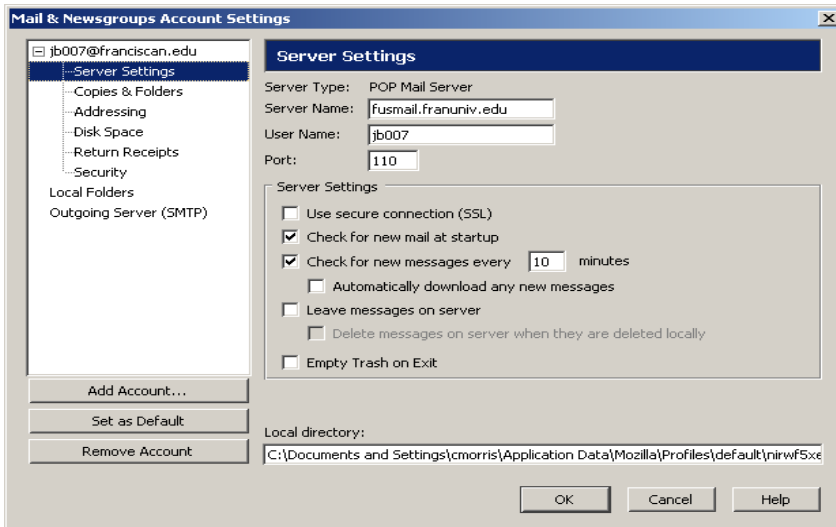 Mail & Newsgroups Account Settings
jb007@franciscan.edu
Server Settings
Copies & Folders
Addressing
Disk Space
Return Receipts
Security
Local Folders
Outgoing Server (SMTP)
Add Account...
Set as Default
Remove Account
Server Settings
Server Type: POP Mail Server
Server Name: fusmail.franuniv.edu
User Name: jb007
Port: 110
Server Settings
Use secure connection (SSL)
Check for new mail at startup
Check for new messages every 10 minutes
Automatically download any new messages
Leave messages on server
Delete messages on server when they are deleted locally
Empty Trash on Exit
Local directory:
C:\Documents and Settings\cmorris\Application Data\Mozilla\Profiles\default\nirwf5xe
OK Cancel Help